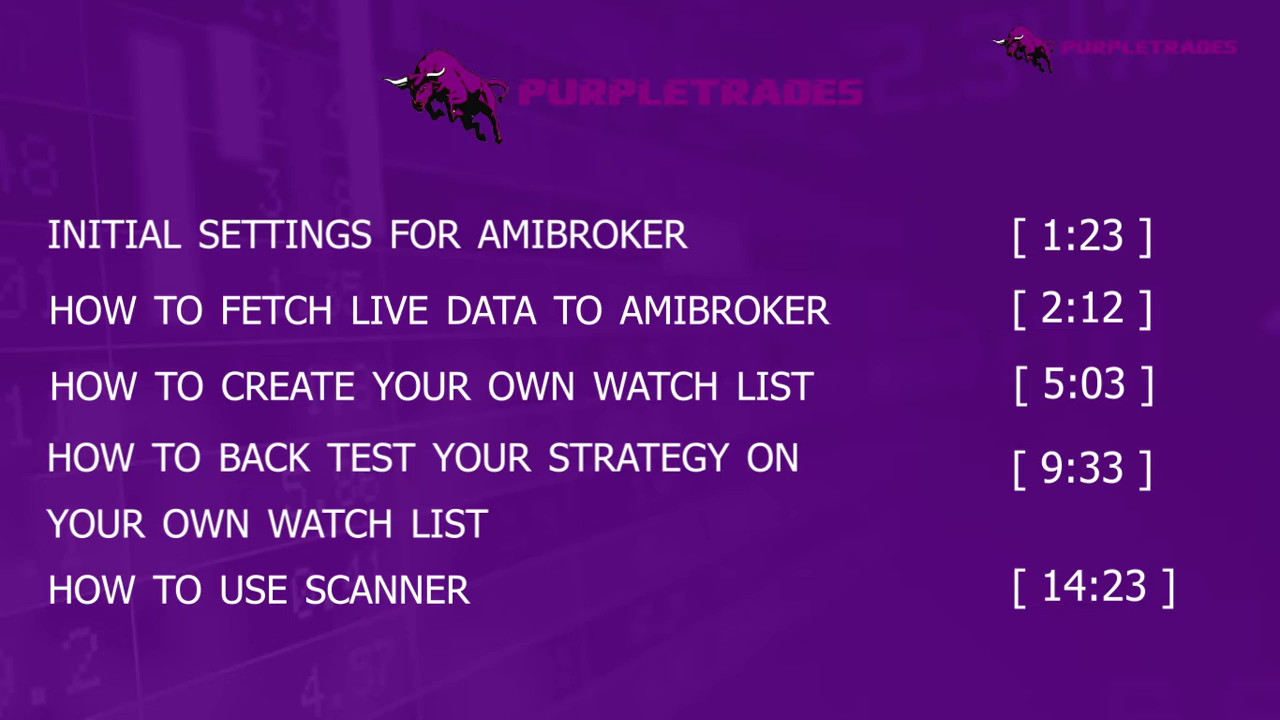 PURPLETRADES
PURPLETRADES
INITIAL SETTINGS FOR AMIBROKER [ 1:23 ]
HOW TO FETCH LIVE DATA TO AMIBROKER [ 2:12 ]
HOW TO CREATE YOUR OWN WATCH LIST [ 5:03 ]
HOW TO BACK TEST YOUR STRATEGY ON [ 9:33 ]
YOUR OWN WATCH LIST
HOW TO USE SCANNER [ 14:23 ]